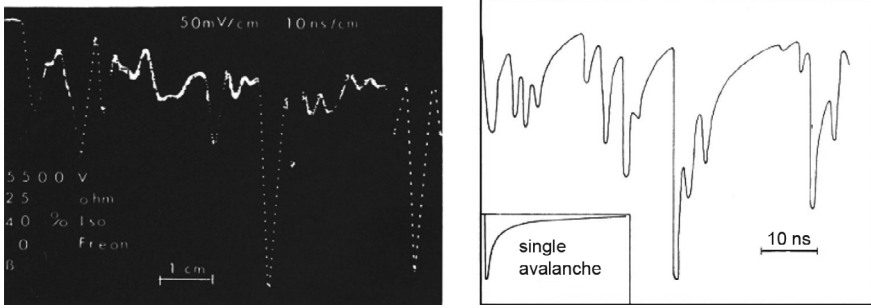 50mV/cm 10ns/cm
5500 V
25 ohm
40 % Iso
0 Freon
B
1 cm
single
avalanche
10 ns